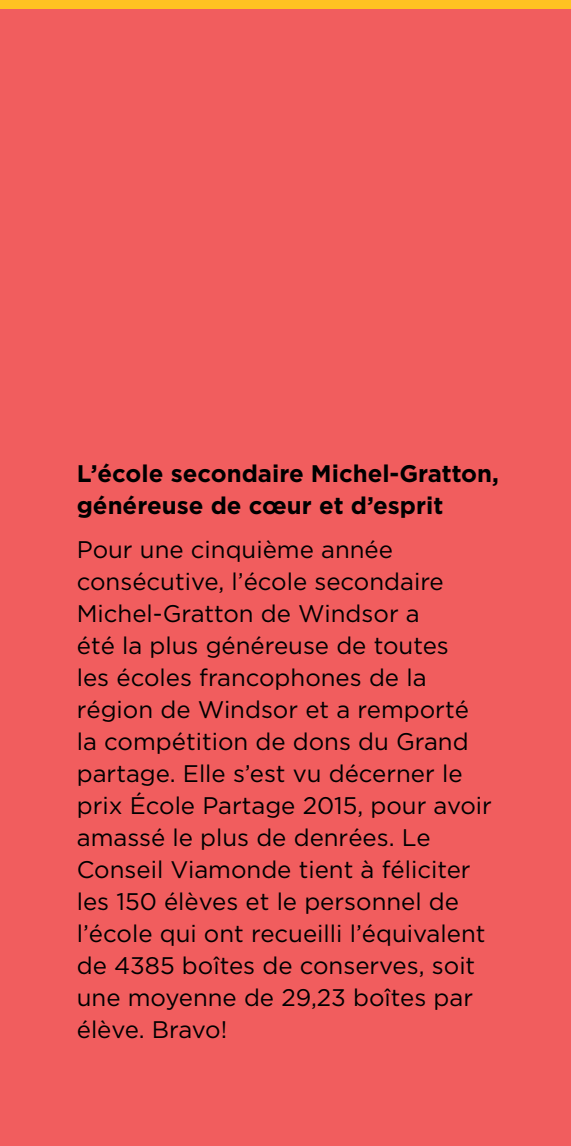 L’école secondaire Michel-Gratton,
généreuse de cœur et d’esprit
Pour une cinquième année
consécutive, l’école secondaire
Michel-Gratton de Windsor a
été la plus généreuse de toutes
les écoles francophones de la
région de Windsor et a remporté
la compétition de dons du Grand
partage. Elle s’est vu décerner le
prix École Partage 2015, pour avoir
amassé le plus de denrées. Le
Conseil Viamonde tient à féliciter
les 150 élèves et le personnel de
l’école qui ont recueilli l’équivalent
de 4385 boîtes de conserves, soit
une moyenne de 29,23 boîtes par
élève. Bravo!